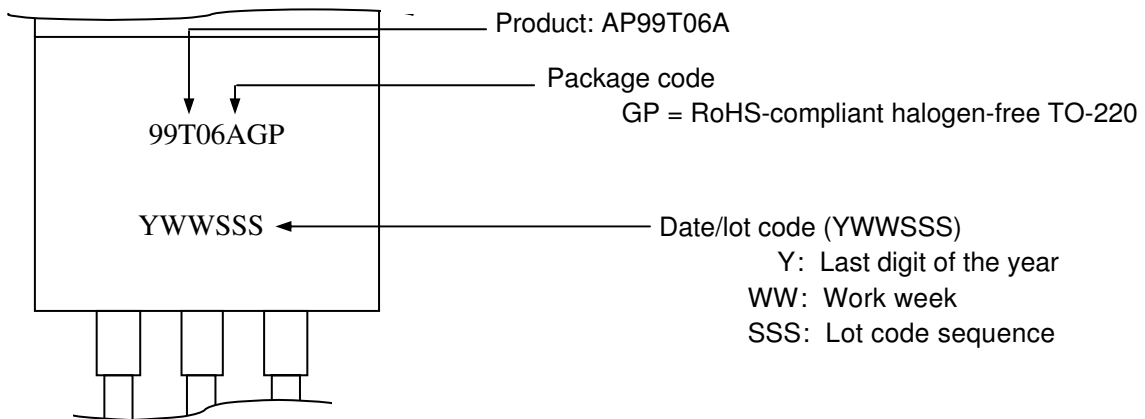 Product: AP99T06A
Package code
GP = RoHS-compliant halogen-free TO-220
99T06AGP
YWWSSS
Date/lot code (YWWSSS)
Y: Last digit of the year
WW: Work week
SSS: Lot code sequence